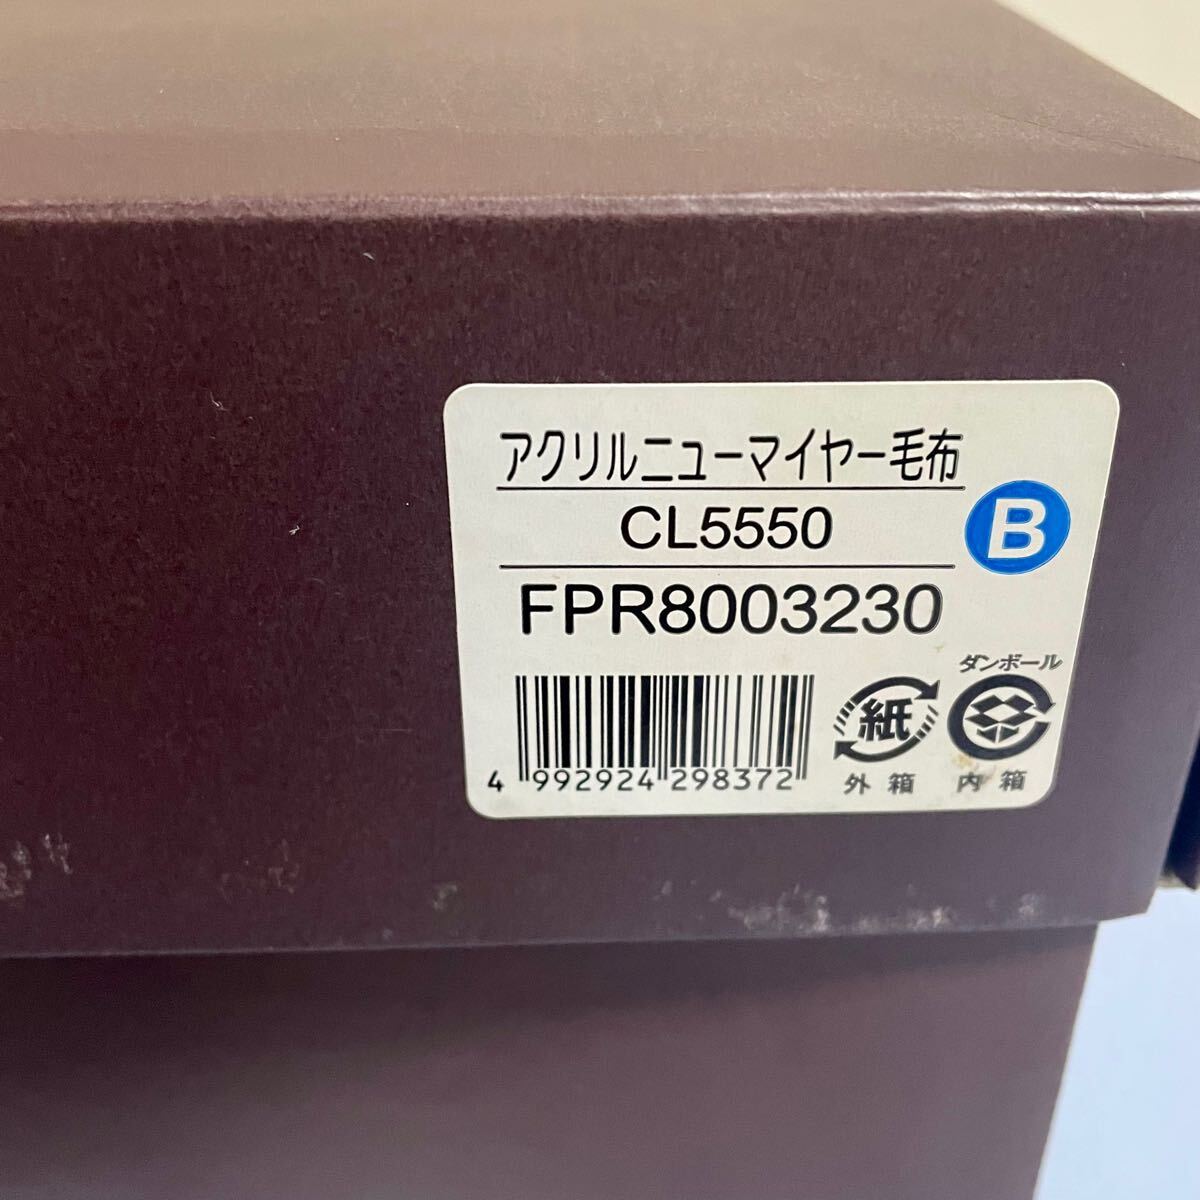 アクリルニューマイヤー毛布
CL5550
B
FPR8003230
ダンボール
紙
4 992924 298372
外箱
内箱